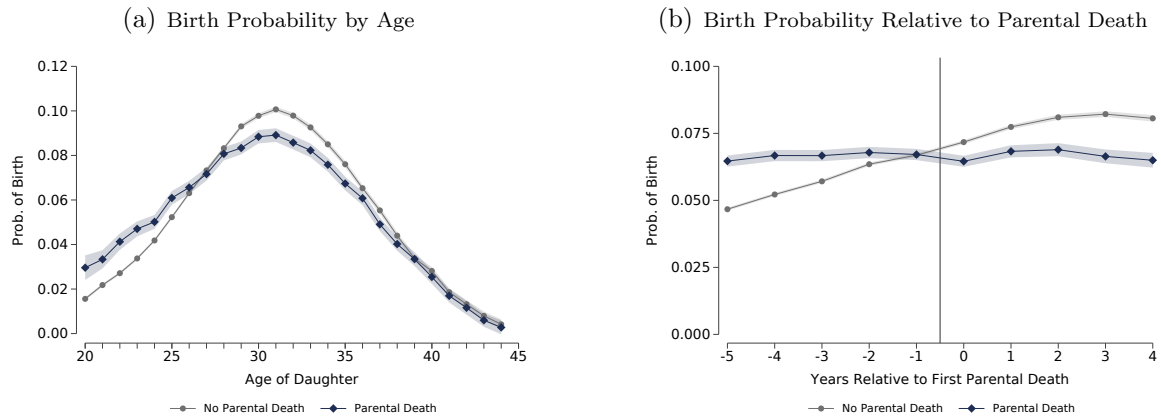 (a) Birth Probability by Age
0.12
0.10
0.08
0.06
0.04
0.02
0.00
Prob. of Birth
20 25 30 35 40 45
Age of Daughter
No Parental Death Parental Death
(b) Birth Probability Relative to Parental Death
0.100
0.075
0.050
0.025
0.000
Prob. of Birth
-5 -4 -3 -2 -1 0 1 2 3 4
Years Relative to First Parental Death
No Parental Death Parental Death